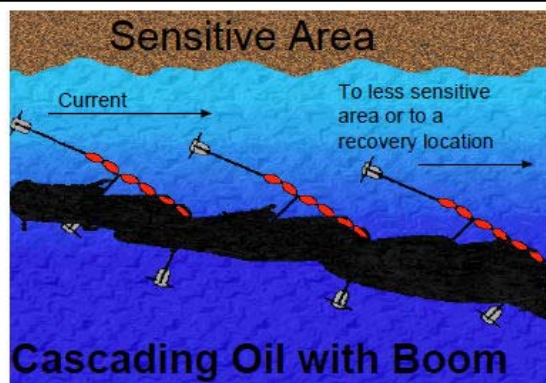 Sensitive Area
Current
To less sensitive
area or to a
recovery location
Cascading Oil with Boom